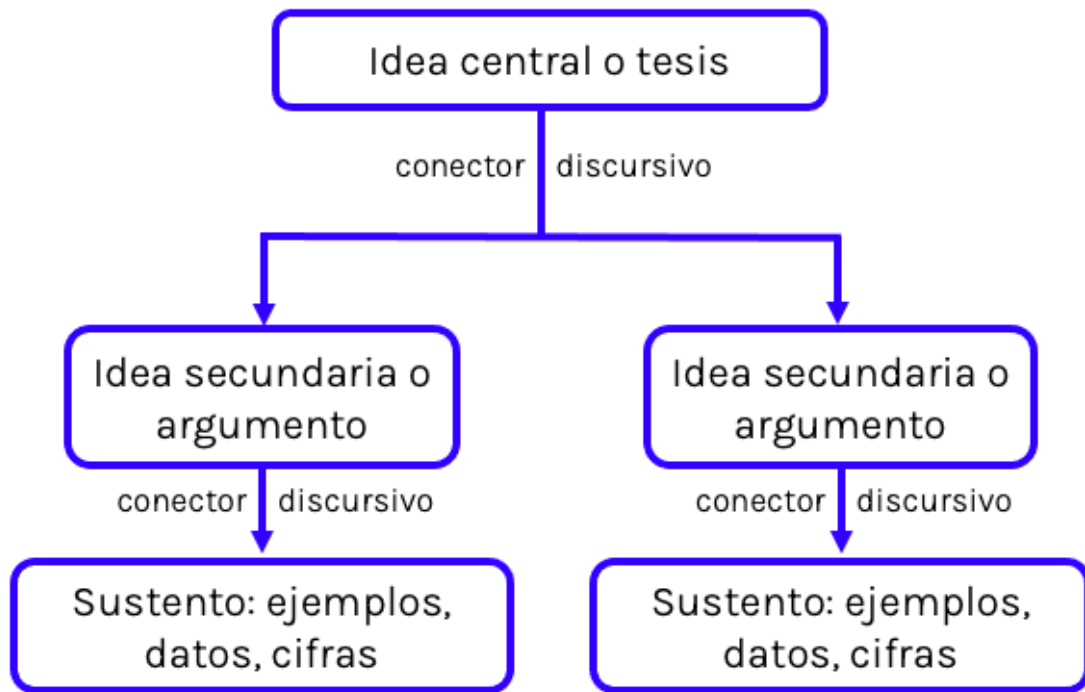 Idea central o tesis
conector discursivo
Idea secundaria o
argumento
Idea secundaria o
argumento
conector discursivo
conector discursivo
Sustento: ejemplos,
datos, cifras
Sustento: ejemplos,
datos, cifras